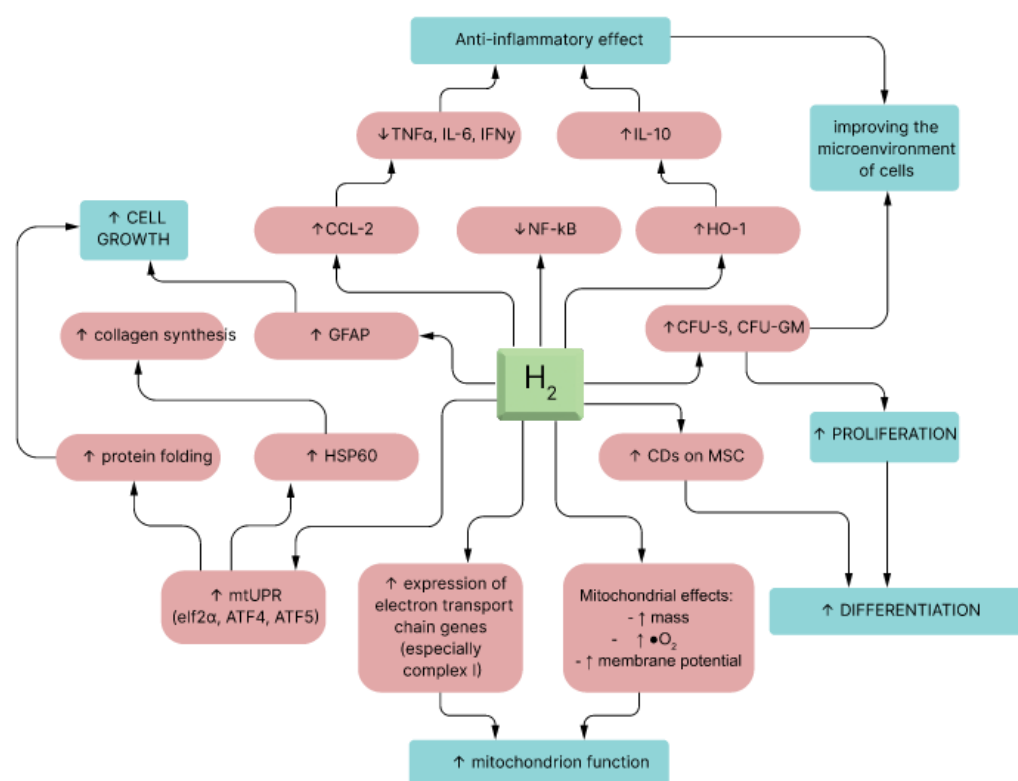 Anti-inflammatory effect
↓TNFα, IL-6, IFNy
↑IL-10
improving the
microenvironment
of cells
↑ CELL
GROWTH
↑CCL-2
↓NF-kB
↑HO-1
↑ collagen synthesis
↑ GFAP
↑CFU-S, CFU-GM
H₂
↑ protein folding
↑ HSP60
↑ CDs on MSC
↑ PROLIFERATION
↑ mtUPR
(elf2α, ATF4, ATF5)
↑ expression of
electron transport
chain genes
(especially
complex I)
Mitochondrial effects:
- ↑ mass
- ↑ ●O₂
- ↑ membrane potential
↑ DIFFERENTIATION
↑ mitochondrion function